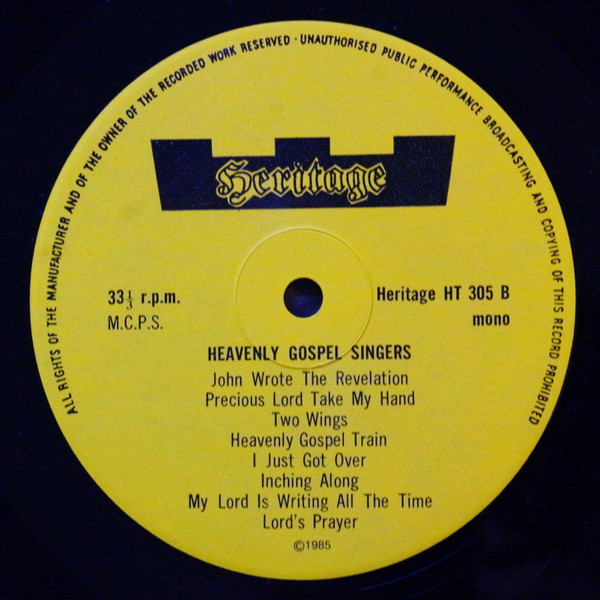 ALL RIGHTS OF THE MANUFACTURER AND OF THE OWNER OF THE RECORDED WORK RESERVED · UNAUTHORISED PUBLIC PERFORMANCE BROADCASTING AND COPYING OF THIS RECORD PROHIBITED
Heritage
33⅓ r.p.m.
M.C.P.S.
Heritage HT 305 B
mono
HEAVENLY GOSPEL SINGERS
John Wrote The Revelation
Precious Lord Take My Hand
Two Wings
Heavenly Gospel Train
I Just Got Over
Inching Along
My Lord Is Writing All The Time
Lord's Prayer
©1985